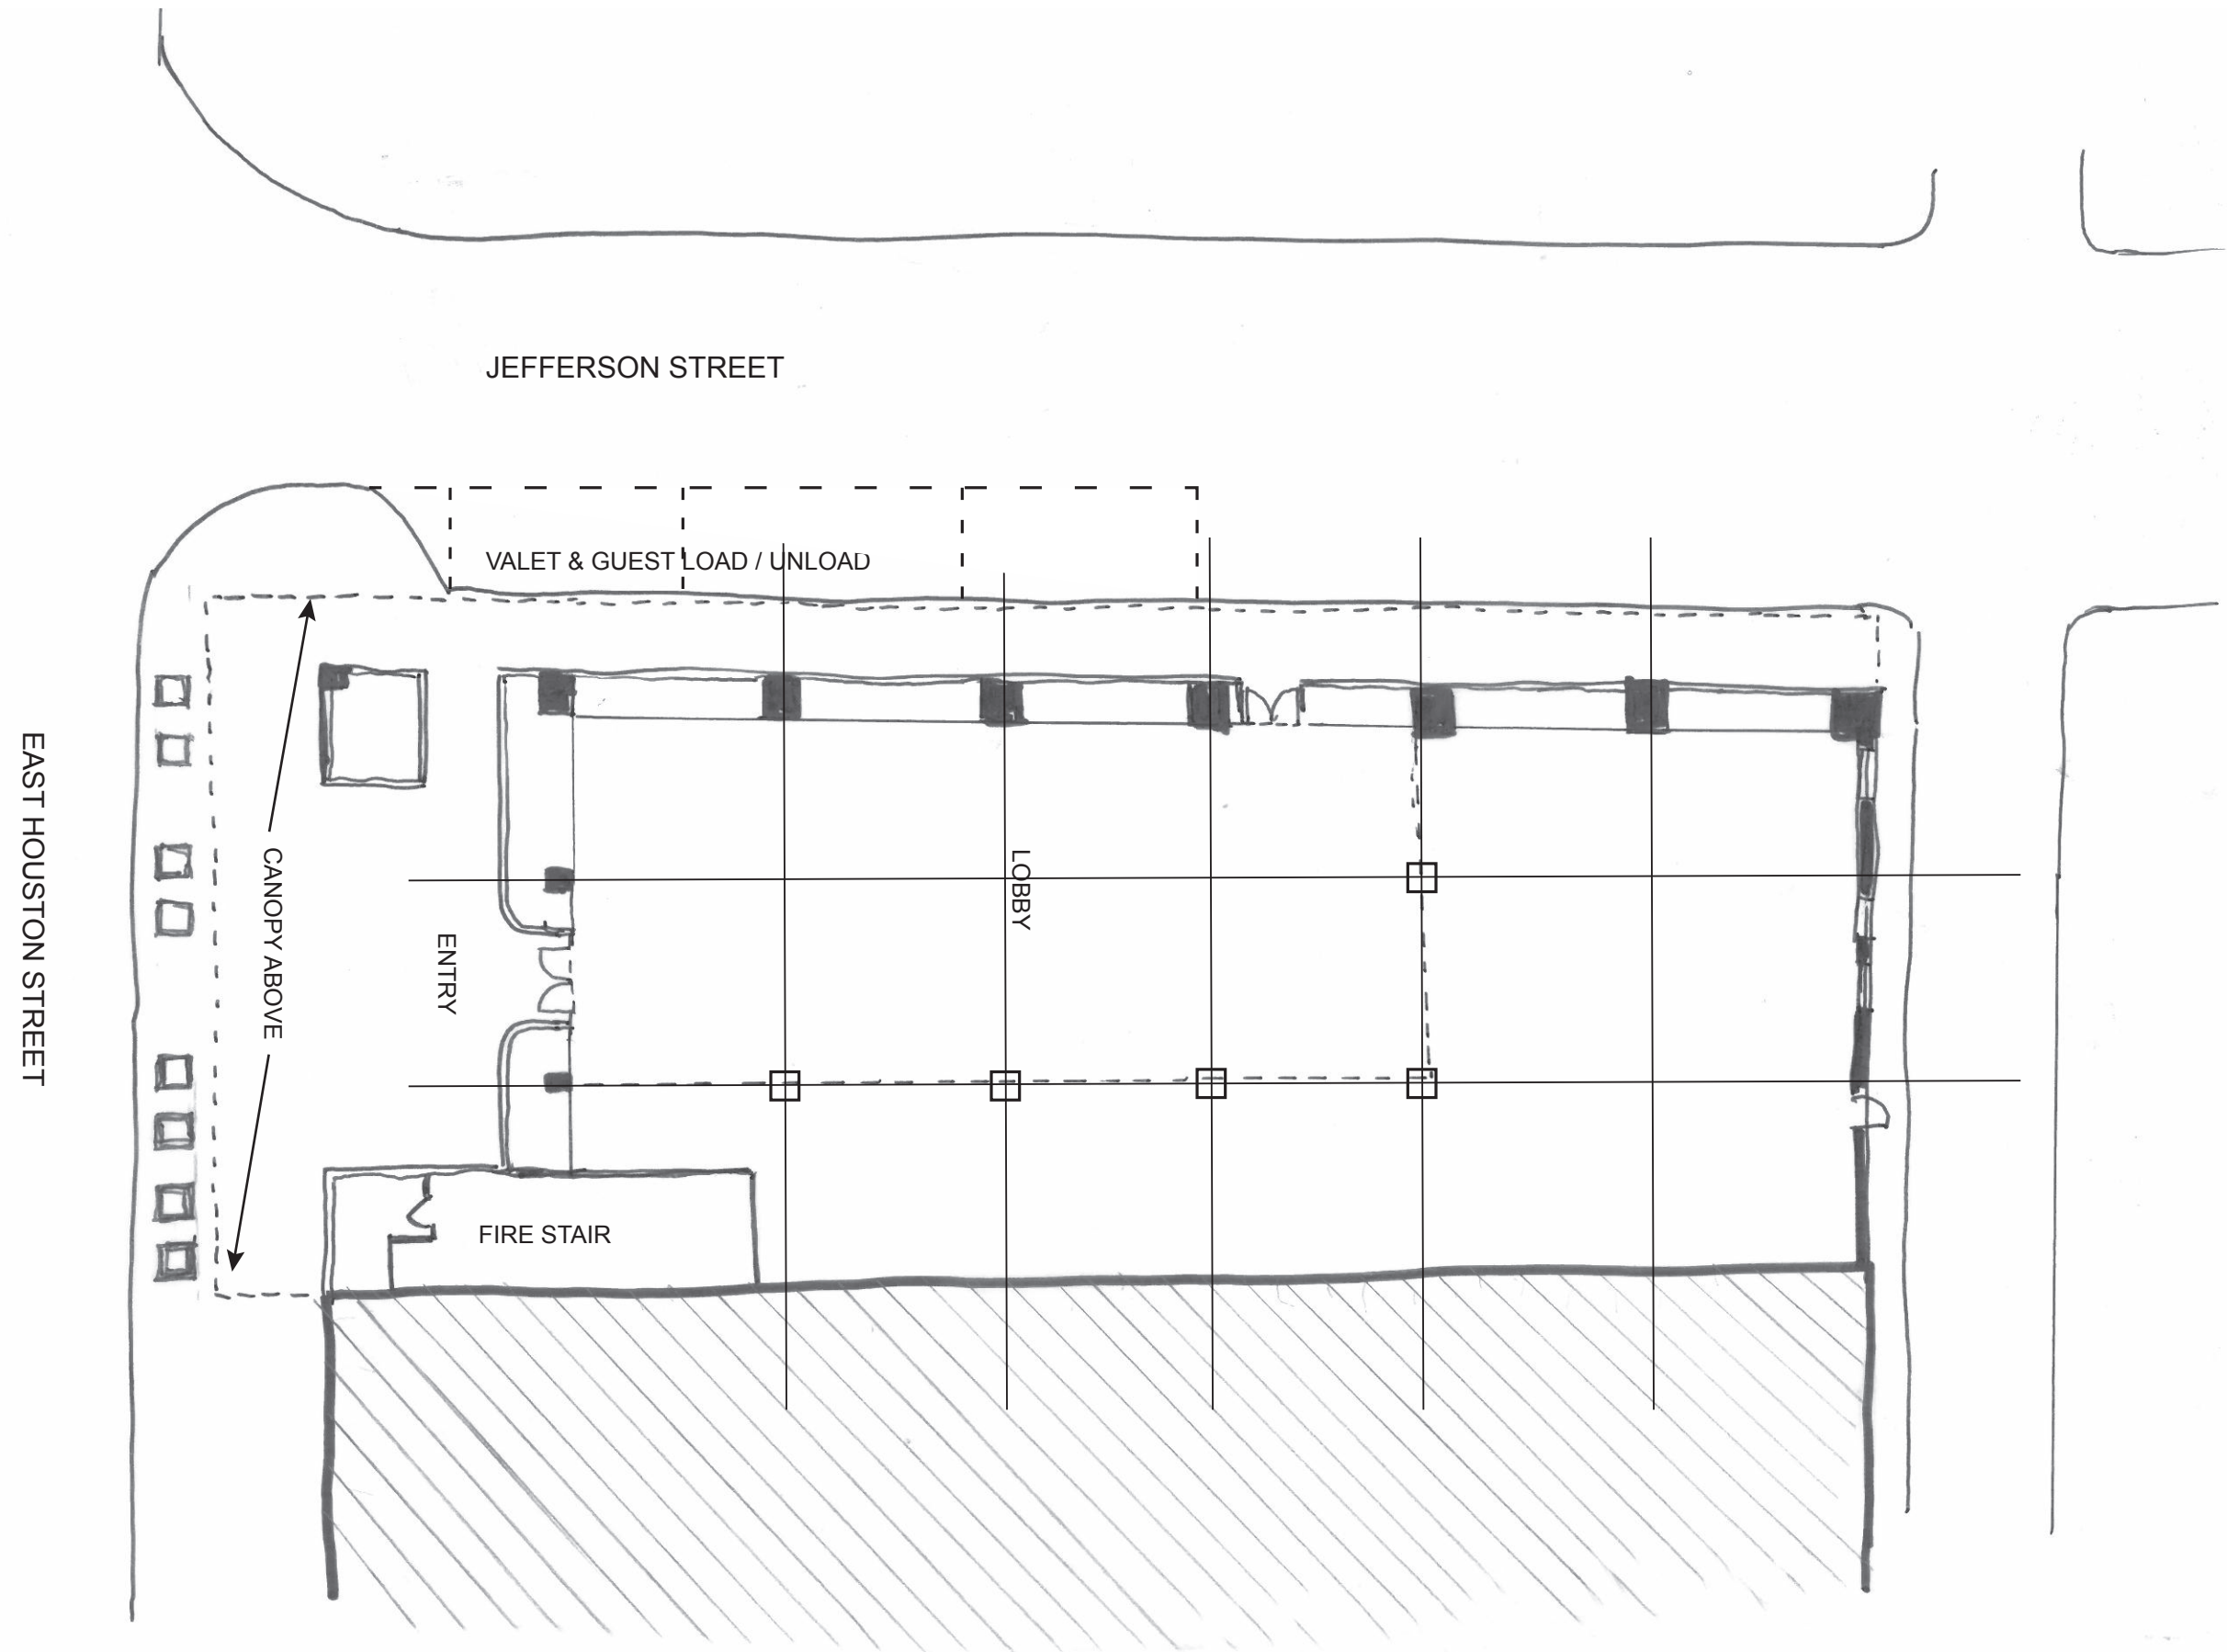 JEFFERSON STREET
VALET & GUEST LOAD / UNLOAD
EAST HOUSTON STREET
CANOPY ABOVE
ENTRY
LOBBY
FIRE STAIR